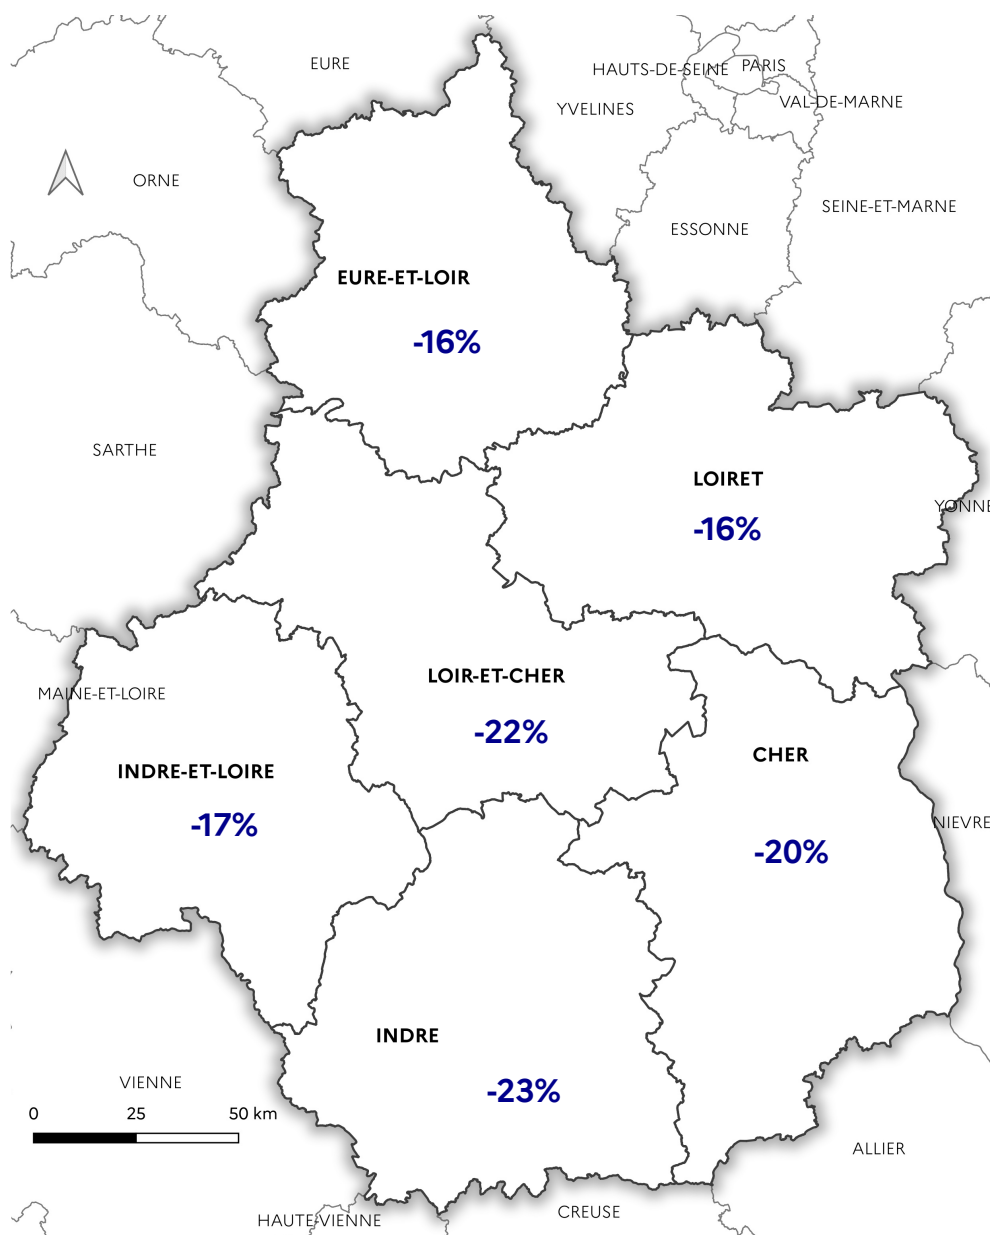 EURE
HAUTS-DE-SEINE
PARIS
YVELINES
VAL-DE-MARNE
ORNE
SEINE-ET-MARNE
ESSONNE
EURE-ET-LOIR
-16%
SARTHE
LOIRET
-16%
YONNE
LOIR-ET-CHER
-22%
MAINE-ET-LOIRE
CHER
-20%
INDRE-ET-LOIRE
-17%
NIEVRE
INDRE
-23%
VIENNE
0 25 50 km
ALLIER
CREUSE
HAUTE-VIENNE